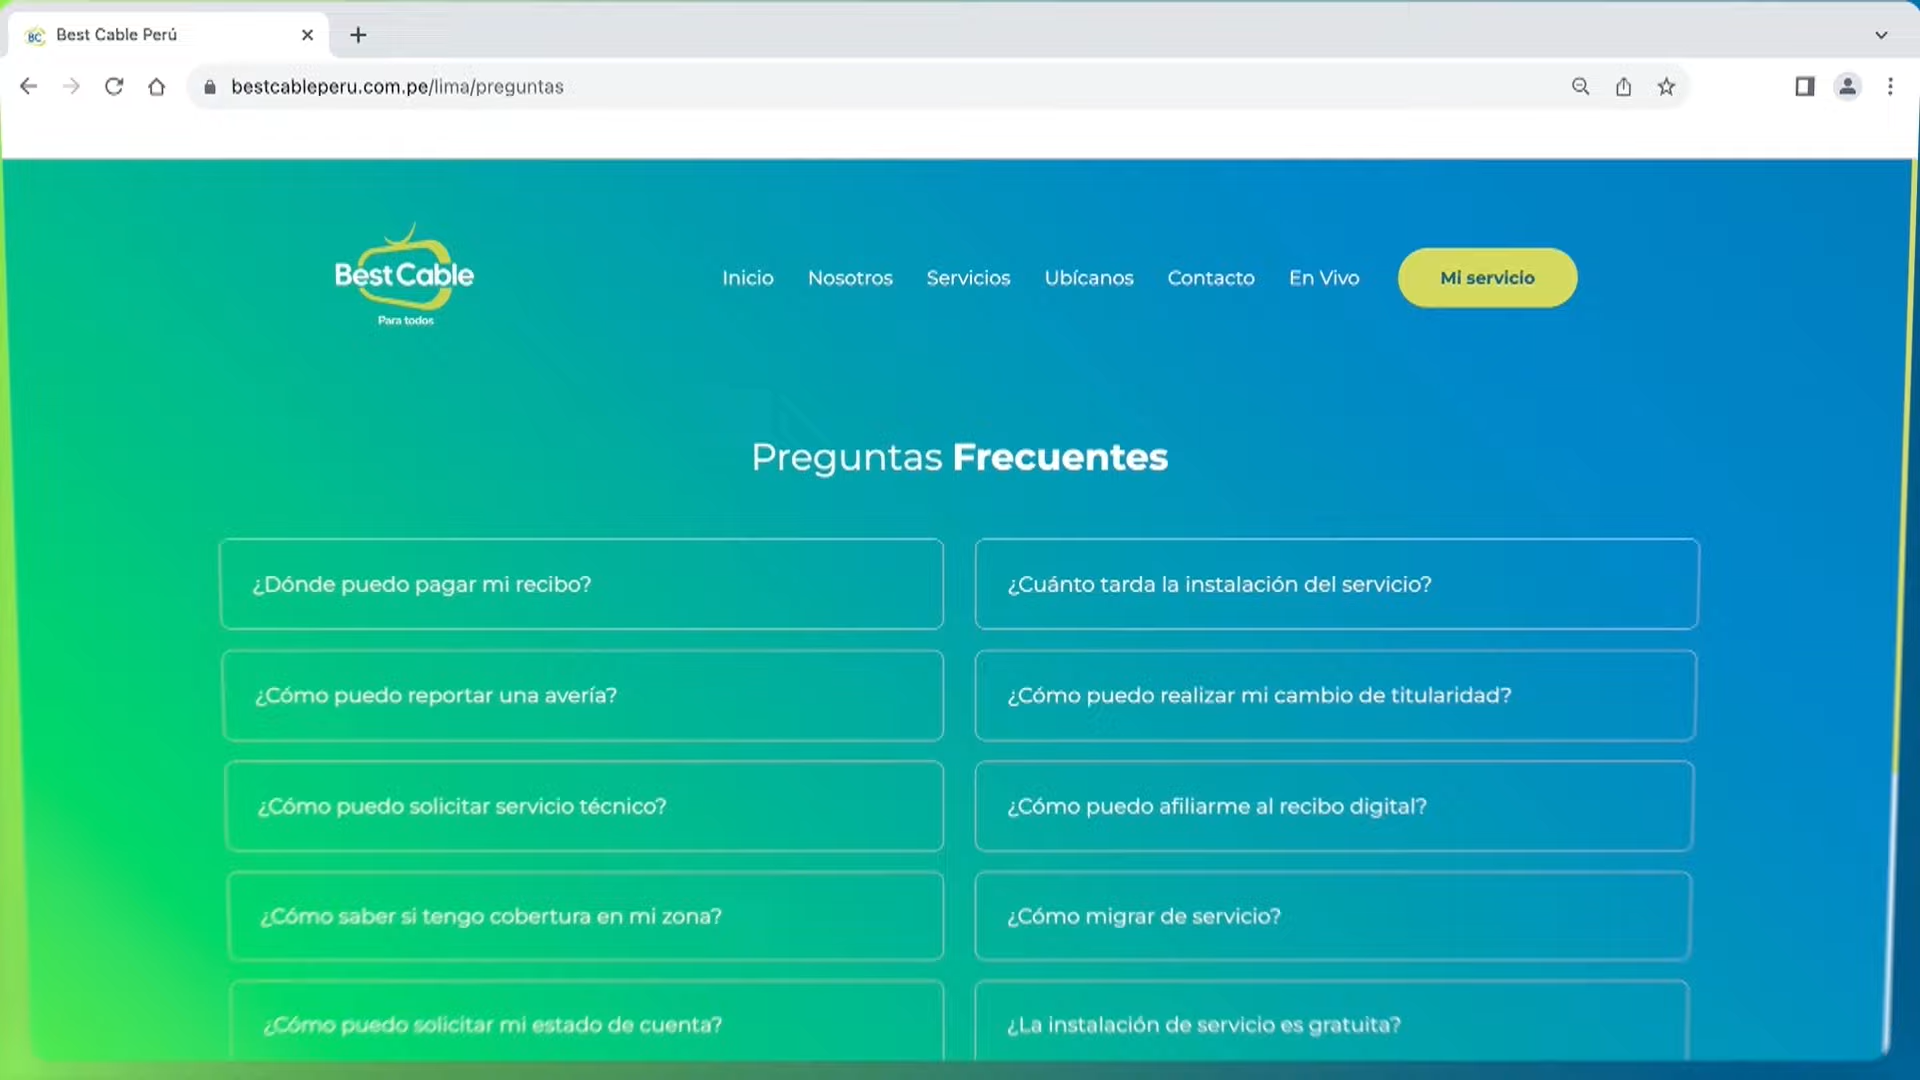 Best Cable Perú
bestcableperu.com.pe/lima/preguntas
BestCable
Para todos
Inicio Nosotros Servicios Ubícanos Contacto En Vivo Mi servicio
Preguntas Frecuentes
¿Dónde puedo pagar mi recibo?
¿Cuánto tarda la instalación del servicio?
¿Cómo puedo reportar una avería?
¿Cómo puedo realizar mi cambio de titularidad?
¿Cómo puedo solicitar servicio técnico?
¿Cómo puedo afiliarme al recibo digital?
¿Cómo saber si tengo cobertura en mi zona?
¿Cómo migrar de servicio?
¿Cómo puedo solicitar mi estado de cuenta?
¿La instalación de servicio es gratuita?